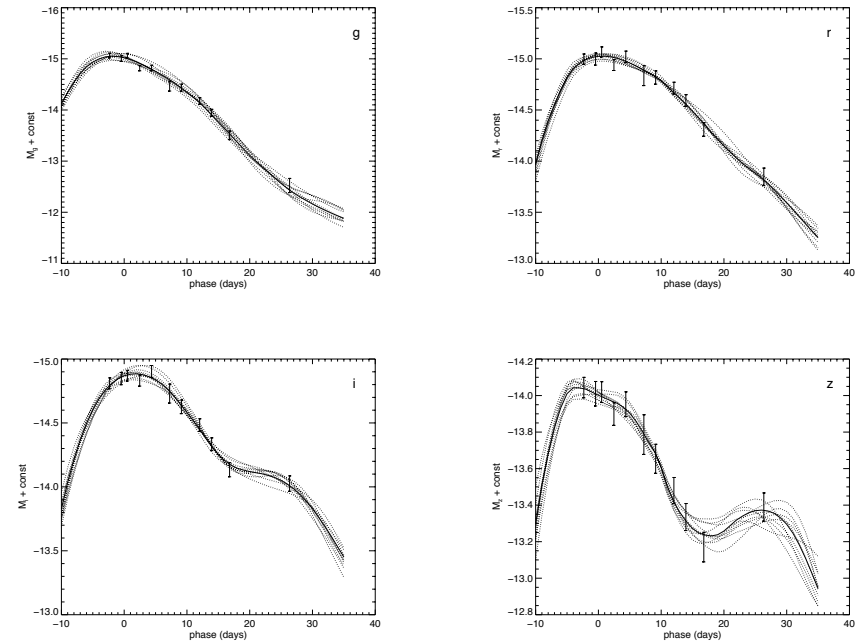 g
−16
−15
−14
−13
−12
−11
M_g + const
−10 0 10 20 30 40
phase (days)
r
−15.5
−15.0
−14.5
−14.0
−13.5
−13.0
M_r + const
−10 0 10 20 30 40
phase (days)
i
−15.0
−14.5
−14.0
−13.5
−13.0
M_i + const
−10 0 10 20 30 40
phase (days)
z
−14.2
−14.0
−13.8
−13.6
−13.4
−13.2
−13.0
−12.8
M_z + const
−10 0 10 20 30 40
phase (days)